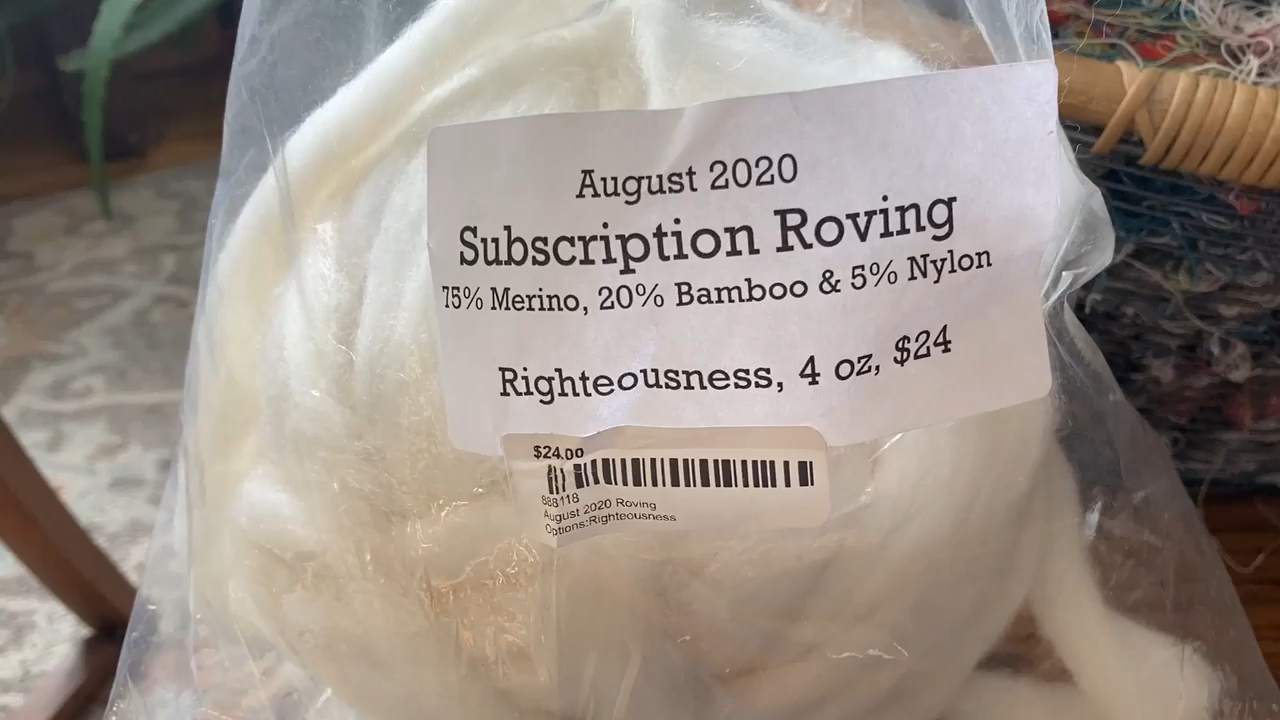 August 2020
Subscription Roving
75% Merino, 20% Bamboo & 5% Nylon
Righteousness, 4 oz, $24
$24.00
888118
August 2020 Roving
Options:Righteousness